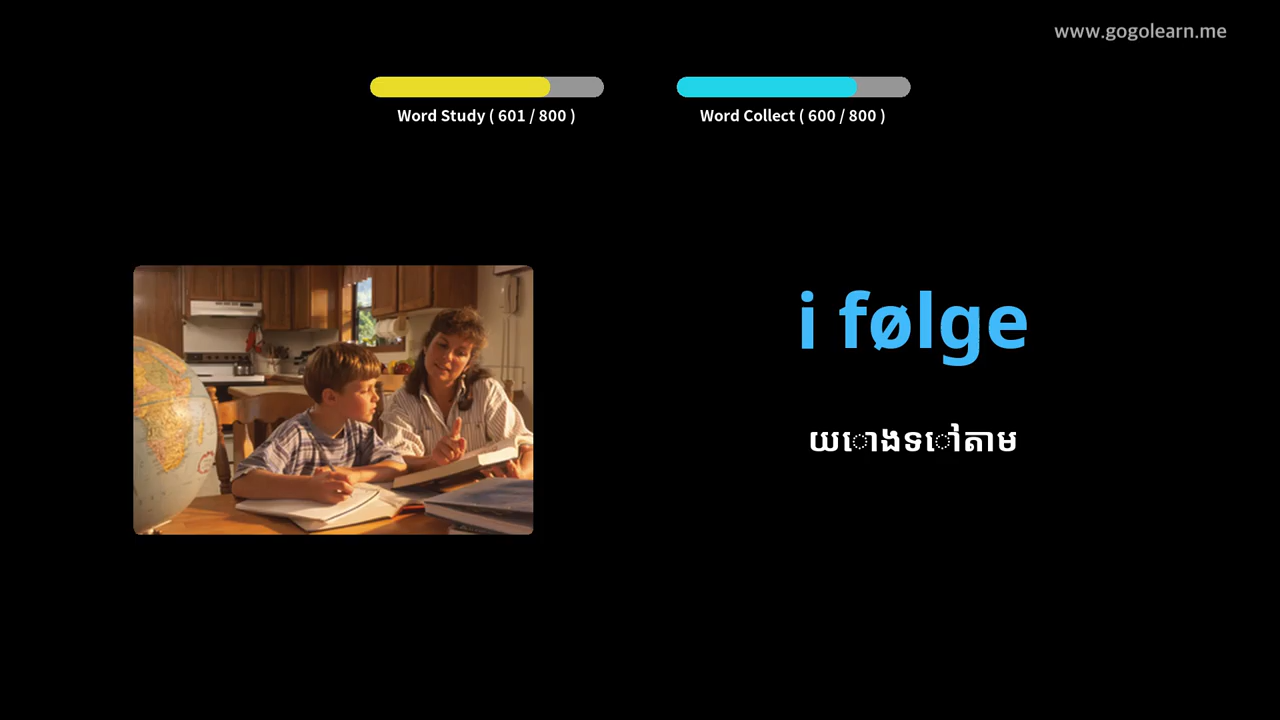 www.gogolearn.me
Word Study ( 601 / 800 )
Word Collect ( 600 / 800 )
i følge
យោងទៅតាម